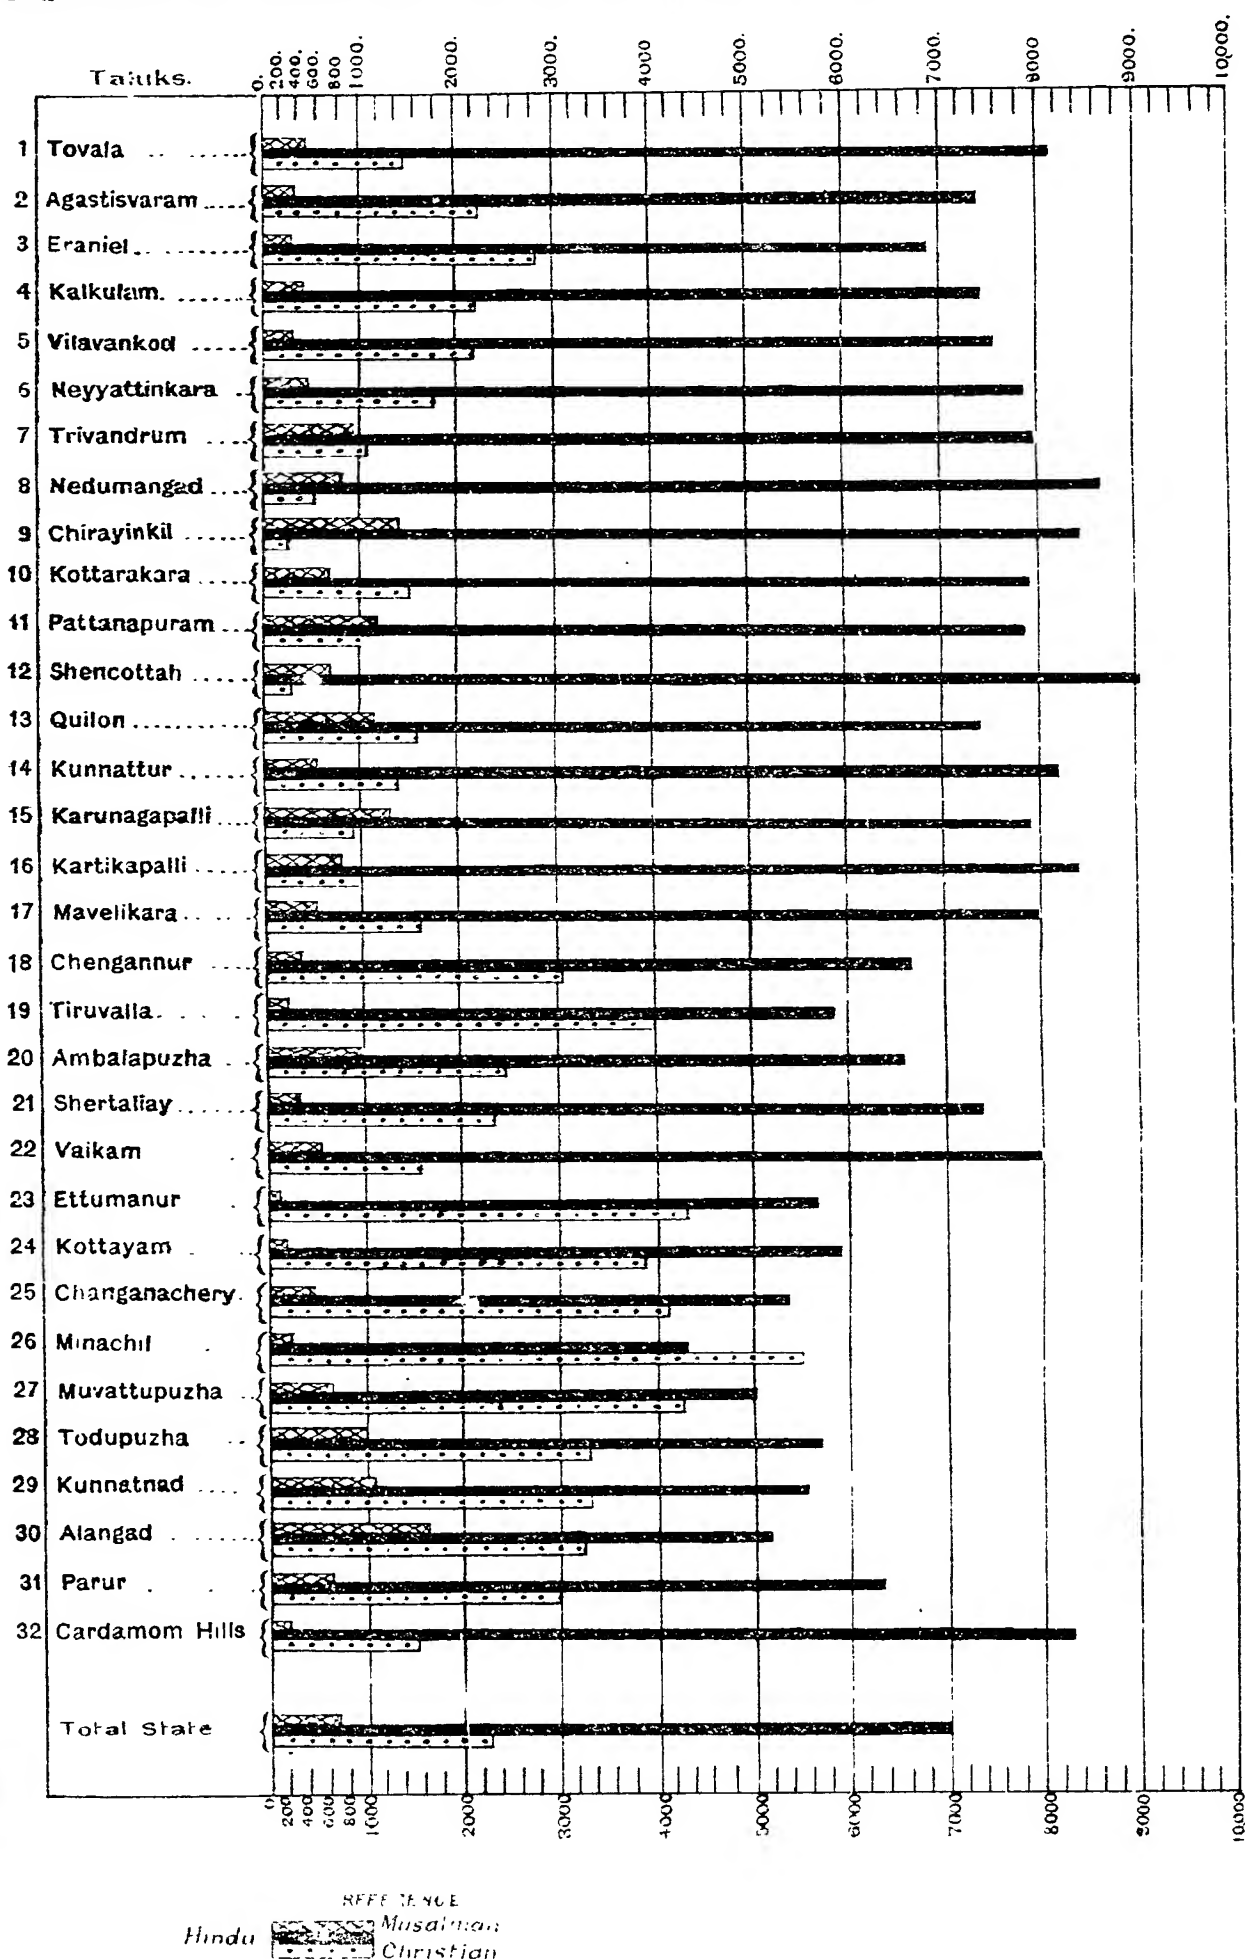 Taluks. 0. 200. 400. 600. 800 1000. 2000. 3000. 4000 5000. 6000. 7000. 8000 9000. 10,000.
1 Tovala
2 Agastisvaram
3 Eraniel
4 Kalkulam.
5 Vilavankod
6 Neyyattinkara
7 Trivandrum
8 Nedumangad
9 Chirayinkil
10 Kottarakara
11 Pattanapuram
12 Shencottah
13 Quilon
14 Kunnattur
15 Karunagapalli
16 Kartikapalli
17 Mavelikara
18 Chengannur
19 Tiruvalla
20 Ambalapuzha
21 Shertallay
22 Vaikam
23 Ettumanur
24 Kottayam
25 Changanachery
26 Minachil
27 Muvattupuzha
28 Todupuzha
29 Kunnatnad
30 Alangad
31 Parur
32 Cardamom Hills
Total State
0. 200 400 600 800 1000 2000 3000 4000 5000 6000 7000 8000 9000 10000
Musalman
Hindu
Christian